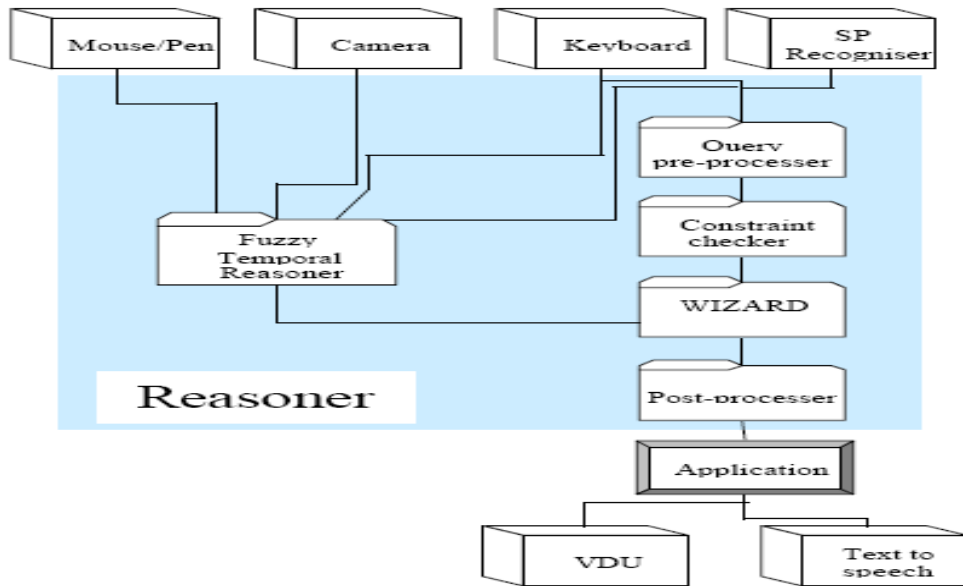 Mouse/Pen
Camera
Keyboard
SP
Recogniser
Query
pre-processer
Constraint
checker
Fuzzy
Temporal
Reasoner
WIZARD
Reasoner
Post-processer
Application
VDU
Text to
speech